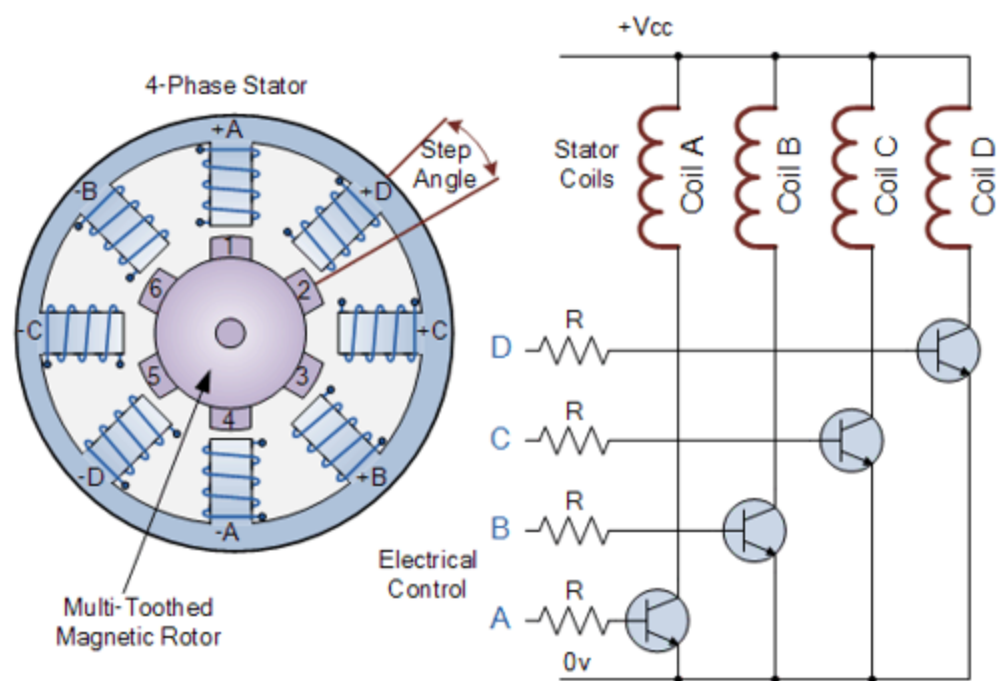 +Vcc
4-Phase Stator
+A
-B
+D
-C
+C
-D
+B
-A
1
2
3
4
5
6
Step
Angle
Multi-Toothed
Magnetic Rotor
Electrical
Control
Stator
Coils
Coil A
Coil B
Coil C
Coil D
D
R
C
R
B
R
A
R
0v